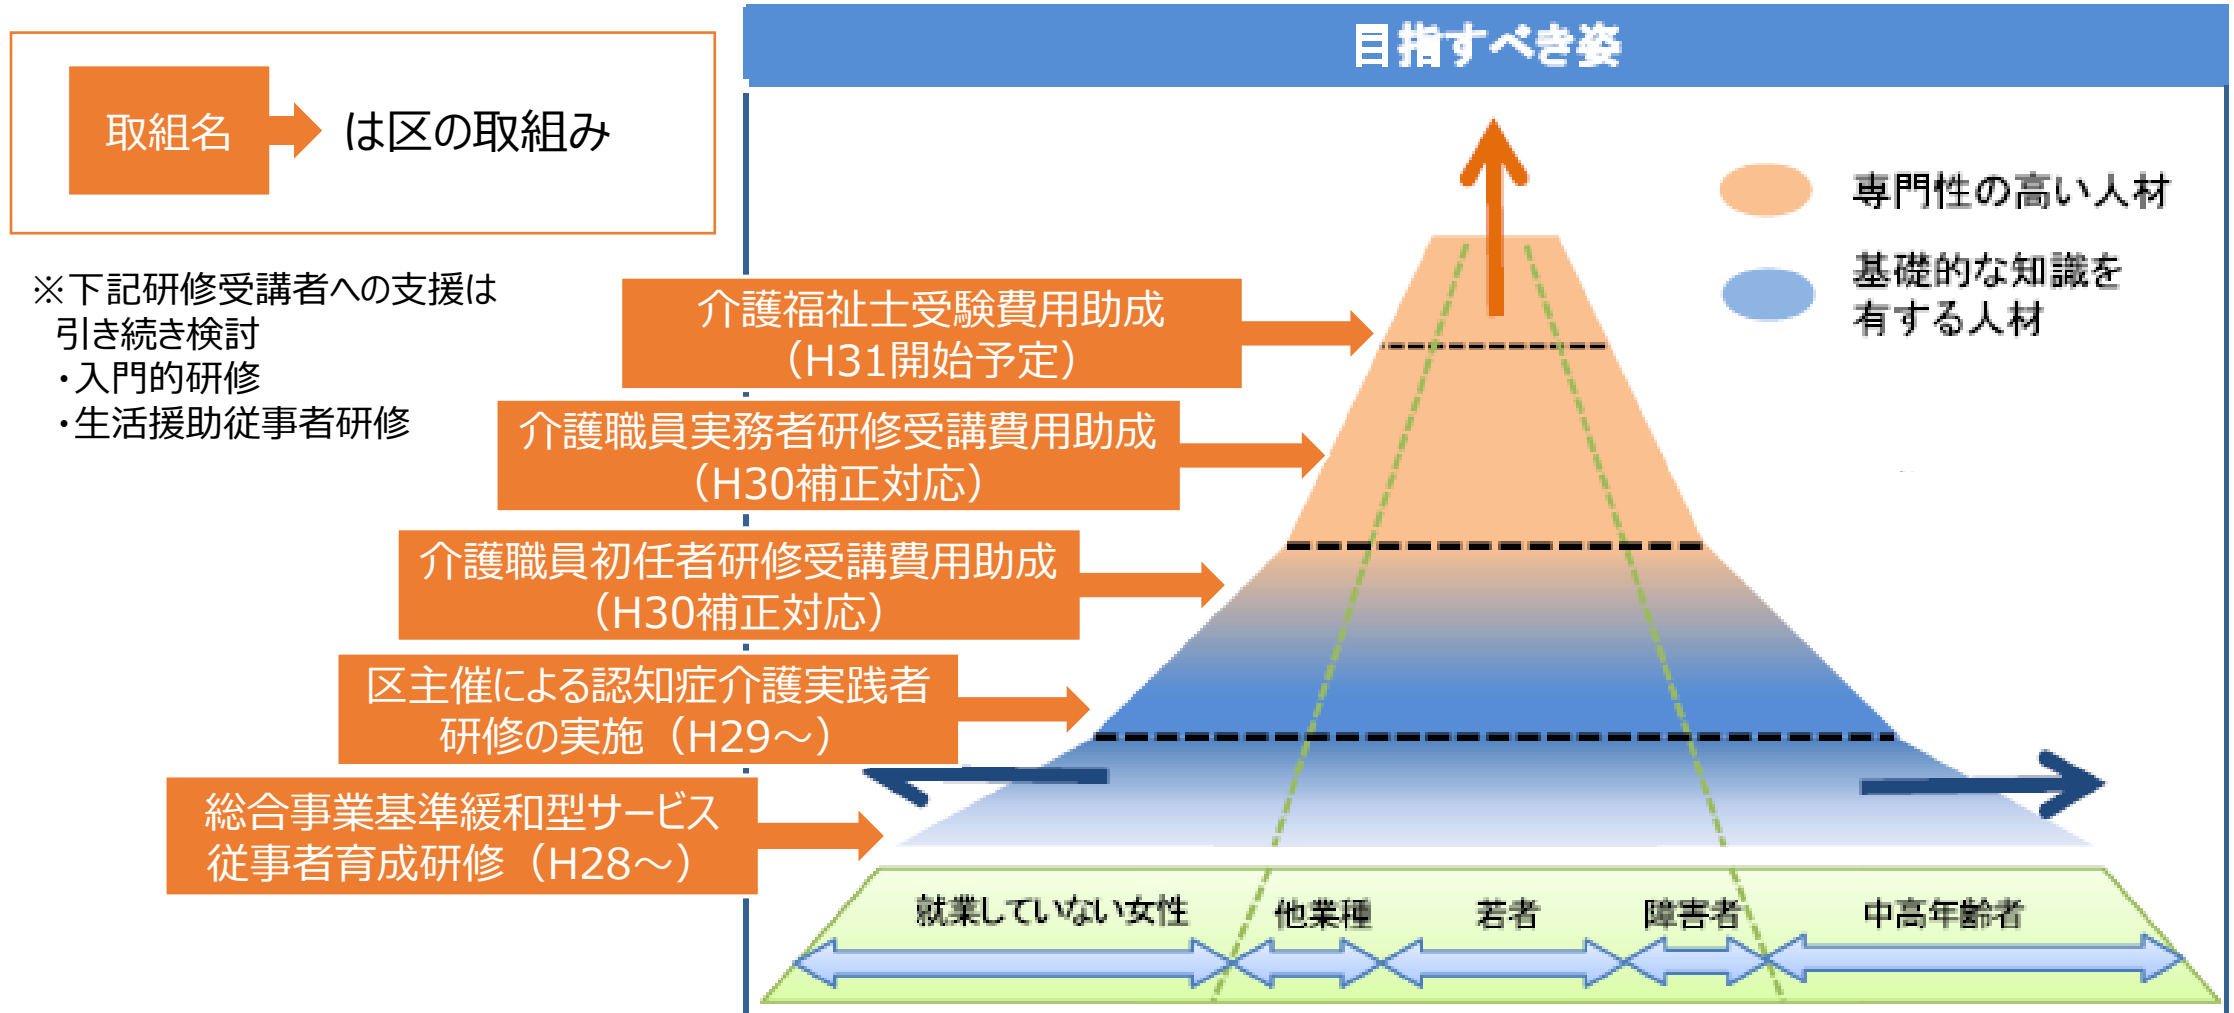 目指すべき姿
取組名
は区の取組み
※下記研修受講者への支援は
引き続き検討
・入門的研修
・生活援助従事者研修
専門性の高い人材
基礎的な知識を
有する人材
介護福祉士受験費用助成
（H31開始予定）
介護職員実務者研修受講費用助成
（H30補正対応）
介護職員初任者研修受講費用助成
（H30補正対応）
区主催による認知症介護実践者
研修の実施（H29～）
総合事業基準緩和型サービス
従事者育成研修（H28～）
就業していない女性
他業種
若者
障害者
中高年齢者